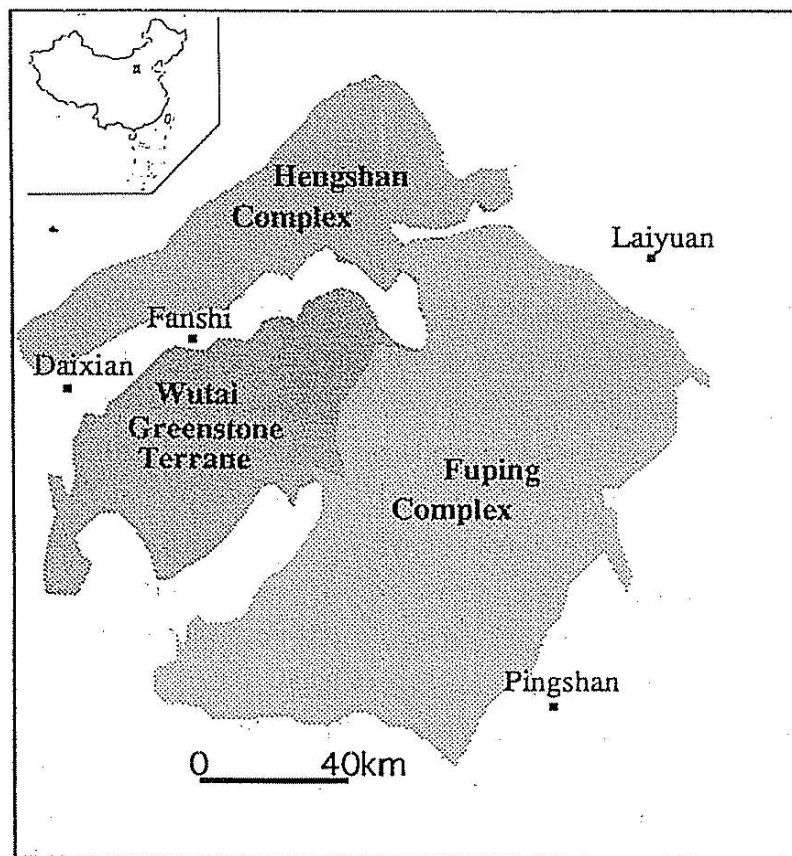 Hengshan
Complex
Laiyuan
Fanshi
Daixian
Wutai
Greenstone
Terrane
Fuping
Complex
Pingshan
0 40km